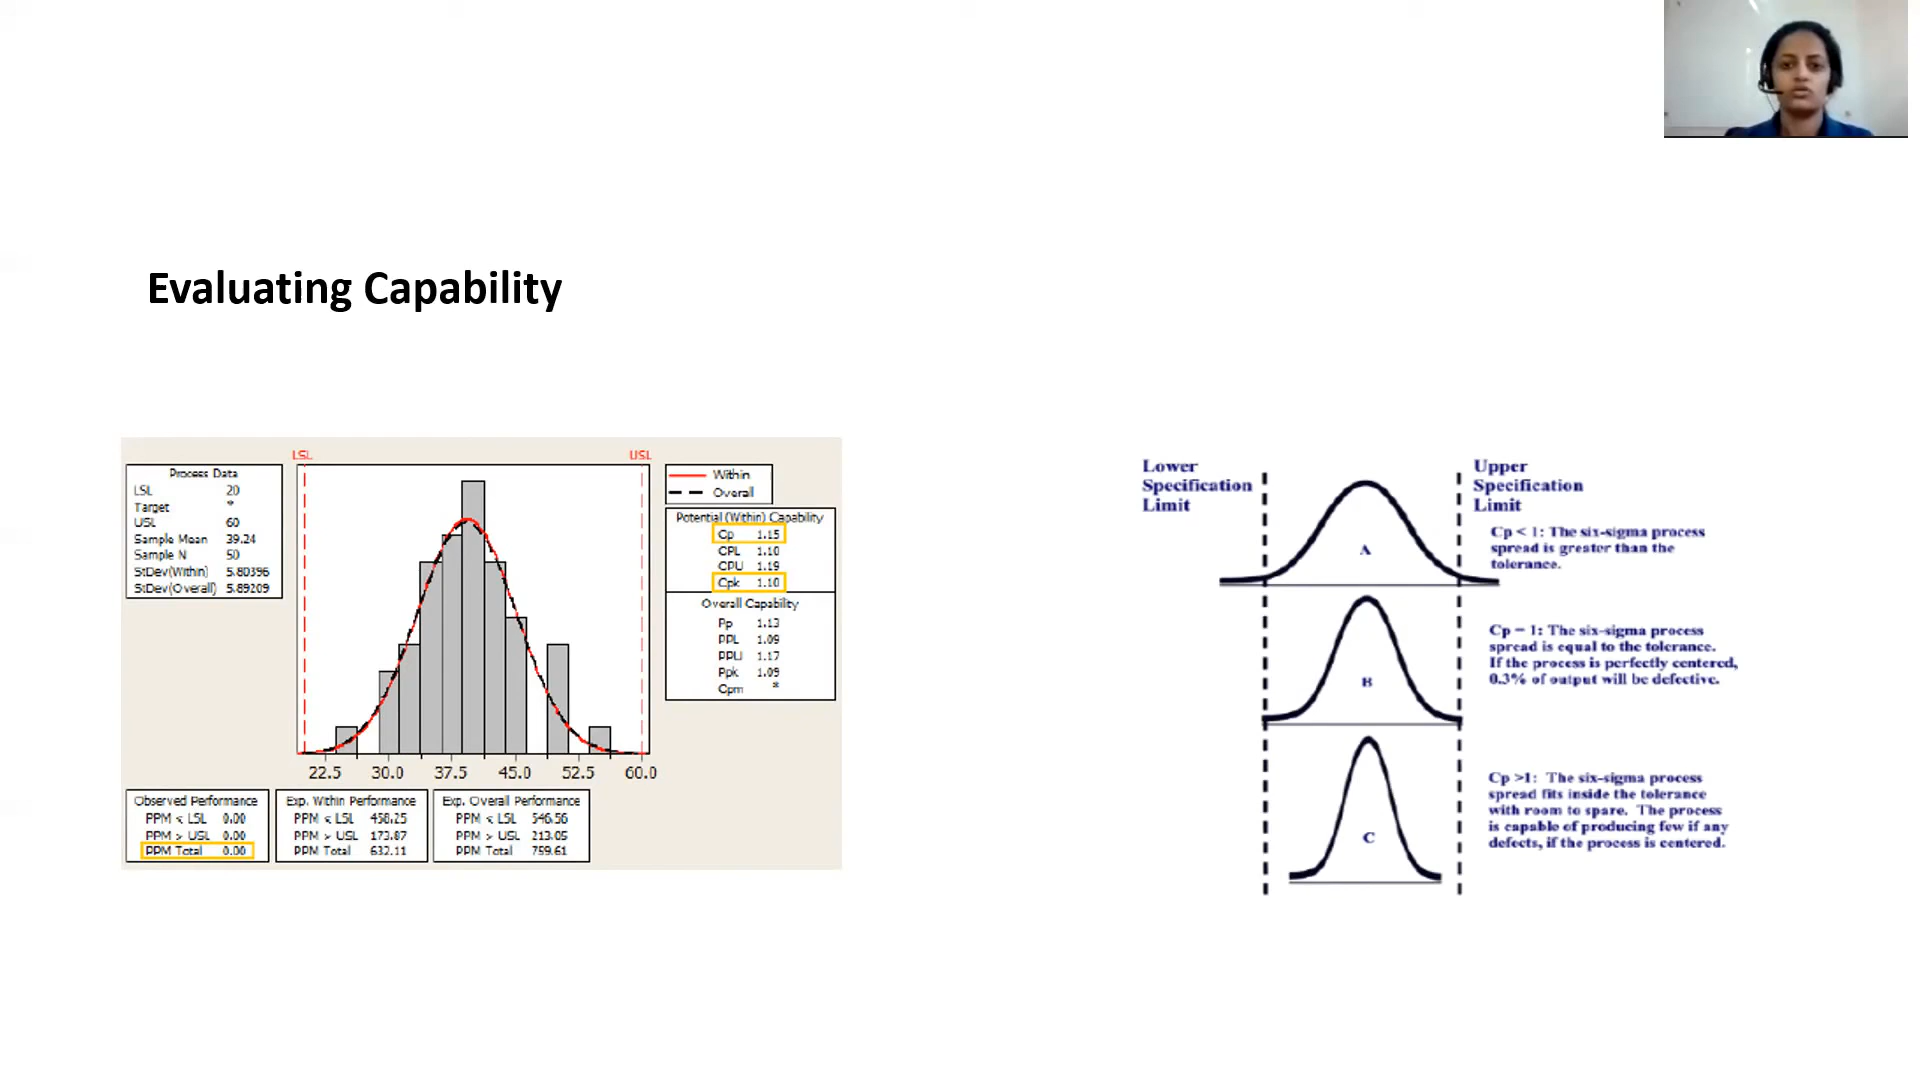 Evaluating Capability
LSL
USL
Process Data
LSL 20
Target *
USL 60
Sample Mean 39.24
Sample N 50
StDev(Within) 5.80396
StDev(Overall) 5.89209
Within
Overall
Potential (Within) Capability
Cp 1.15
CPL 1.10
CPU 1.19
Cpk 1.10
Overall Capability
Pp 1.13
PPL 1.09
PPU 1.17
Ppk 1.09
Cpm *
22.5 30.0 37.5 45.0 52.5 60.0
Observed Performance
PPM < LSL 0.00
PPM > USL 0.00
PPM Total 0.00
Exp. Within Performance
PPM < LSL 458.25
PPM > USL 173.87
PPM Total 632.11
Exp. Overall Performance
PPM < LSL 546.56
PPM > USL 213.05
PPM Total 759.61
Lower
Specification
Limit
Upper
Specification
Limit
A
Cp < 1: The six-sigma process
spread is greater than the
tolerance.
B
Cp = 1: The six-sigma process
spread is equal to the tolerance.
If the process is perfectly centered,
0.3% of output will be defective.
C
Cp >1: The six-sigma process
spread fits inside the tolerance
with room to spare. The process
is capable of producing few if any
defects, if the process is centered.